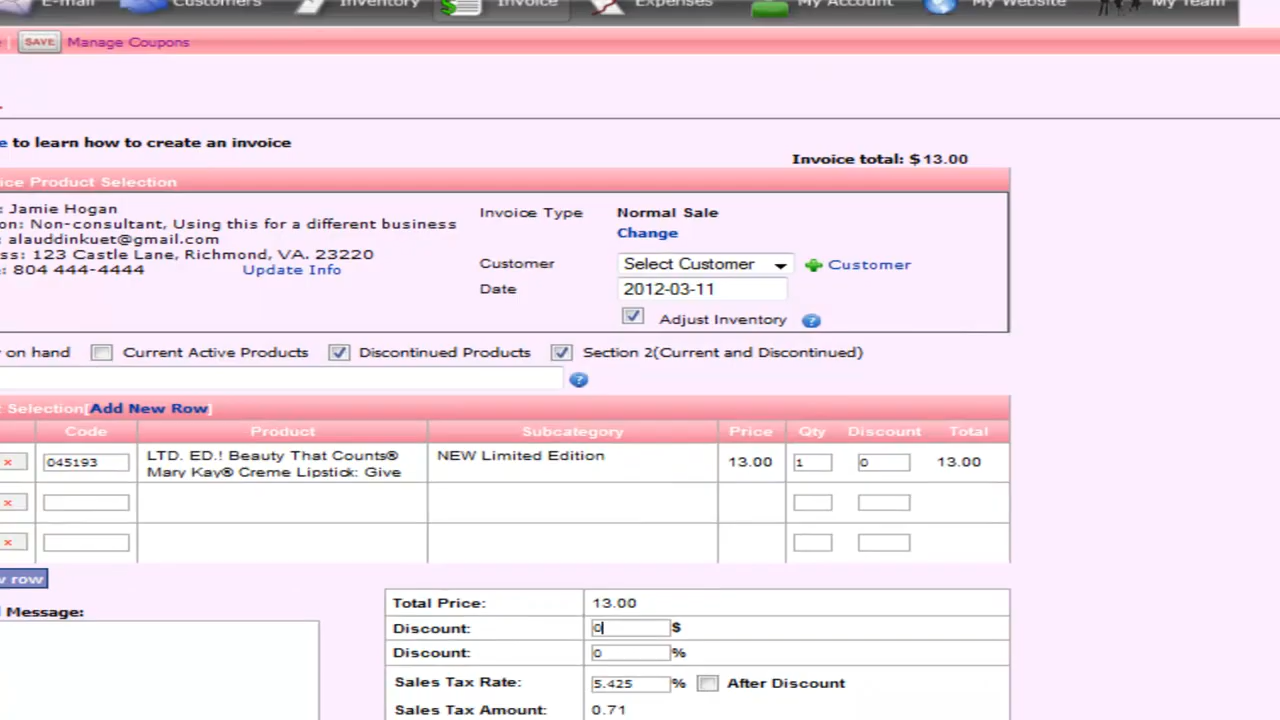 E-mail Customers Inventory Invoice Expenses My Account My Website My Team
SAVE Manage Coupons
to learn how to create an invoice
Invoice total: $13.00
ice Product Selection
: Jamie Hogan
on: Non-consultant, Using this for a different business
: alauddinkuet@gmail.com
ss: 123 Castle Lane, Richmond, VA. 23220
: 804 444-4444 Update Info
Invoice Type Normal Sale
Change
Customer Select Customer Customer
Date 2012-03-11
Adjust Inventory ?
on hand Current Active Products Discontinued Products Section 2(Current and Discontinued)
?
Selection[Add New Row]
Code Product Subcategory Price Qty Discount Total
x 045193 LTD. ED.! Beauty That Counts® NEW Limited Edition 13.00 1 0 13.00
Mary Kay® Creme Lipstick: Give
x
x
row
Message:
Total Price: 13.00
Discount: 0 $
Discount: 0 %
Sales Tax Rate: 5.425 % After Discount
Sales Tax Amount: 0.71